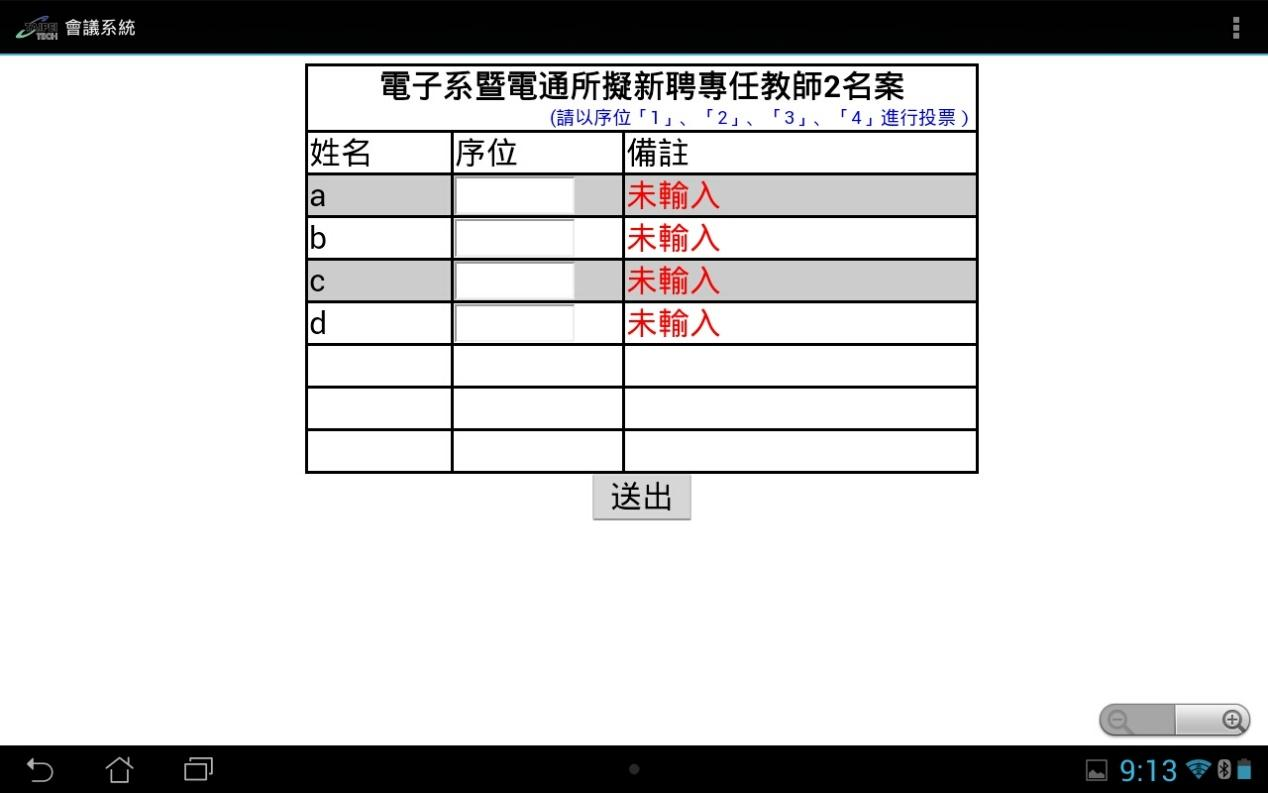 TAIPEI
TECH
會議系統
電子系暨電通所擬新聘專任教師2名案
(請以序位「1」、「2」、「3」、「4」進行投票)
姓名 序位 備註
a 未輸入
b 未輸入
c 未輸入
d 未輸入
送出
9:13